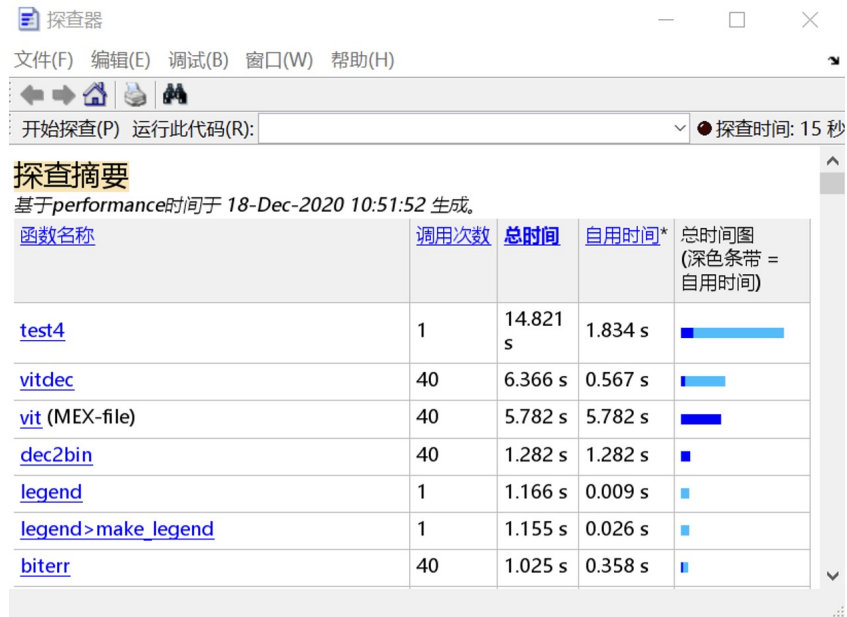 探查器
文件(F) 编辑(E) 调试(B) 窗口(W) 帮助(H)
开始探查(P) 运行此代码(R): 探查时间: 15 秒
探查摘要
基于performance时间于 18-Dec-2020 10:51:52 生成。
函数名称 调用次数 总时间 自用时间* 总时间图
(深色条带 =
自用时间)
test4 1 14.821 s 1.834 s
vitdec 40 6.366 s 0.567 s
vit (MEX-file) 40 5.782 s 5.782 s
dec2bin 40 1.282 s 1.282 s
legend 1 1.166 s 0.009 s
legend>make_legend 1 1.155 s 0.026 s
biterr 40 1.025 s 0.358 s